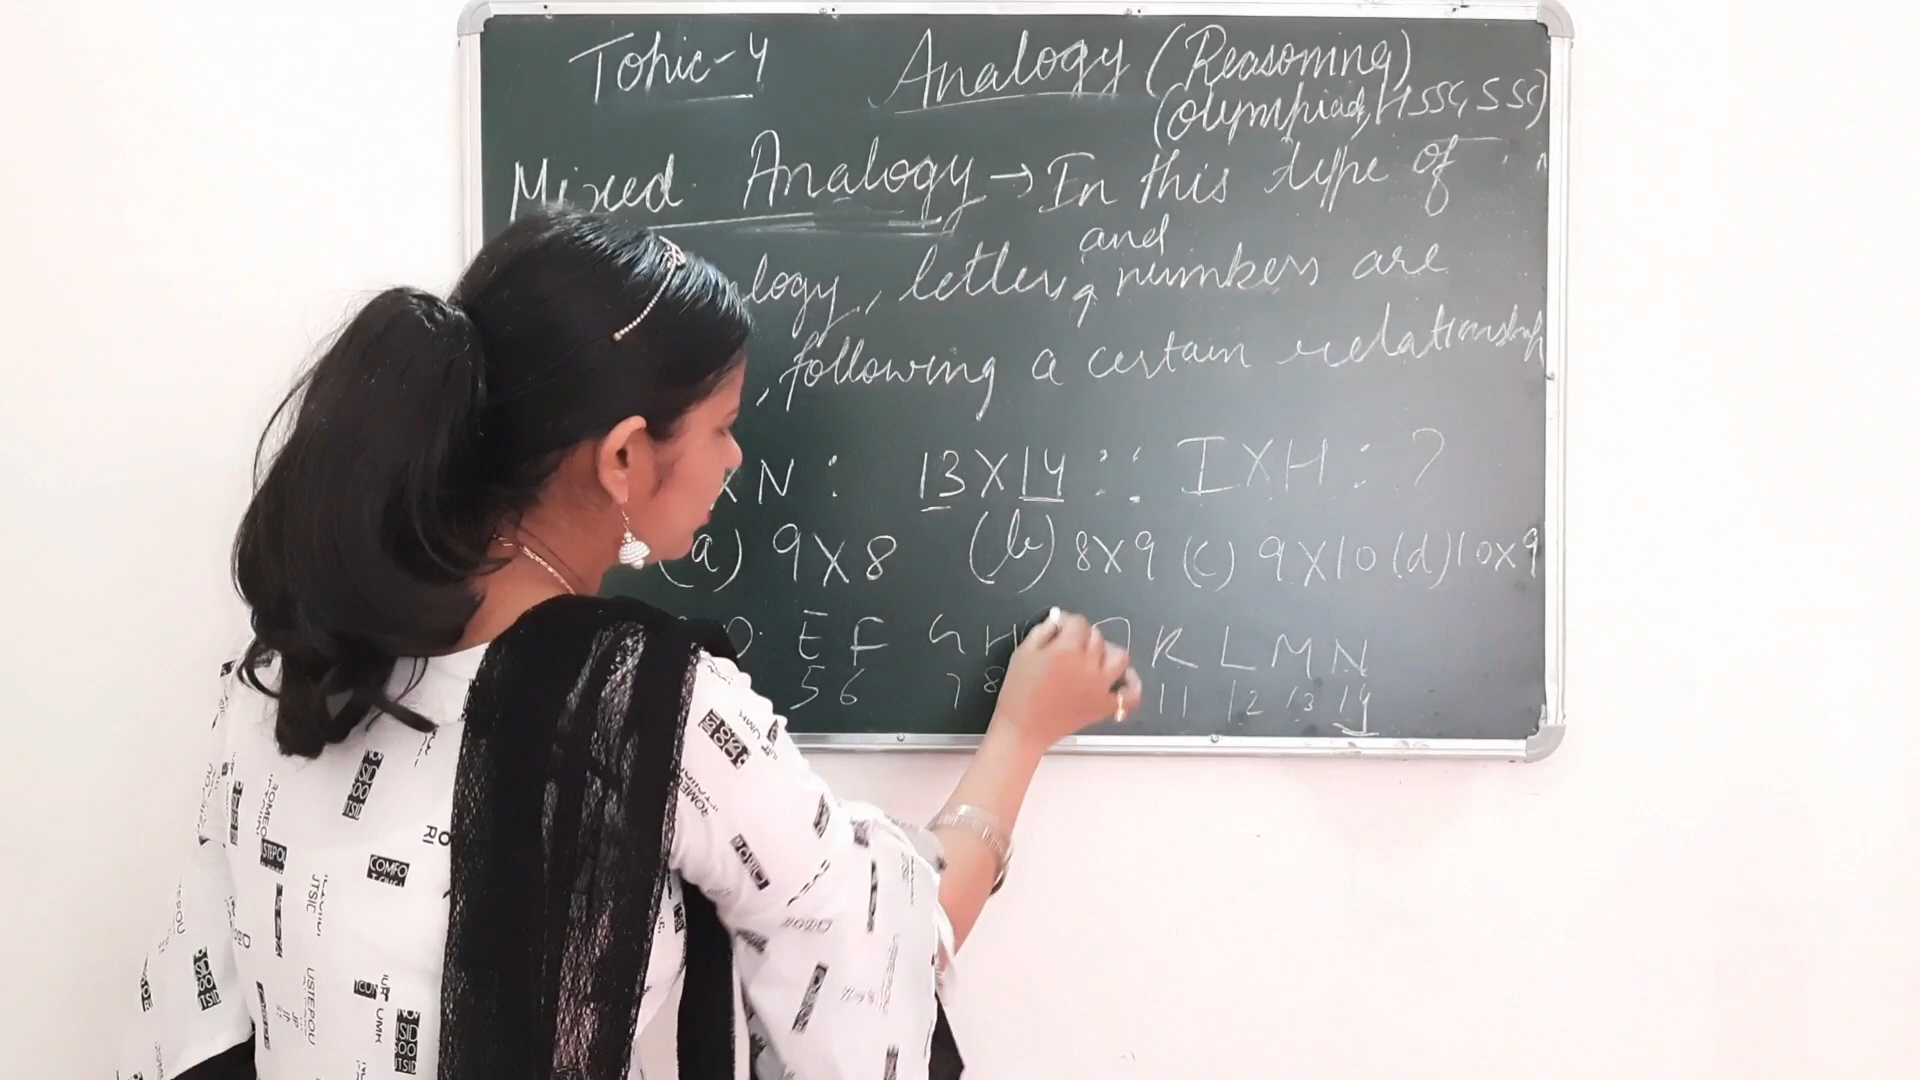 Topic-4 Analogy (Reasoning)
(Olympiad, HSSC, SSC)
Mixed Analogy → In this type of
logy, letter, and numbers are
, following a certain relationship
X N : 13 X 14 :: I X H : ?
(a) 9 X 8 (b) 8 X 9 (c) 9 X 10 (d) 10 X 9
D E F G H J K L M N
5 6 7 8 11 12 13 14